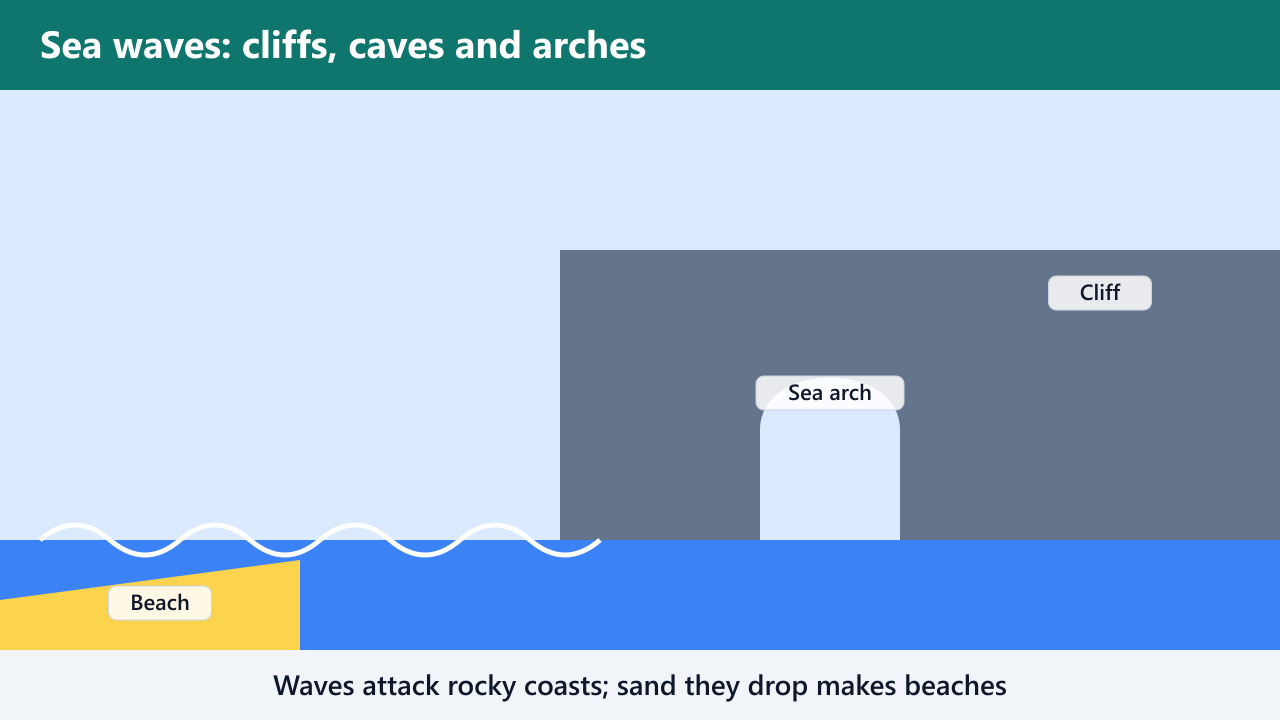 Sea waves: cliffs, caves and arches
Cliff
Sea arch
Beach
Waves attack rocky coasts; sand they drop makes beaches